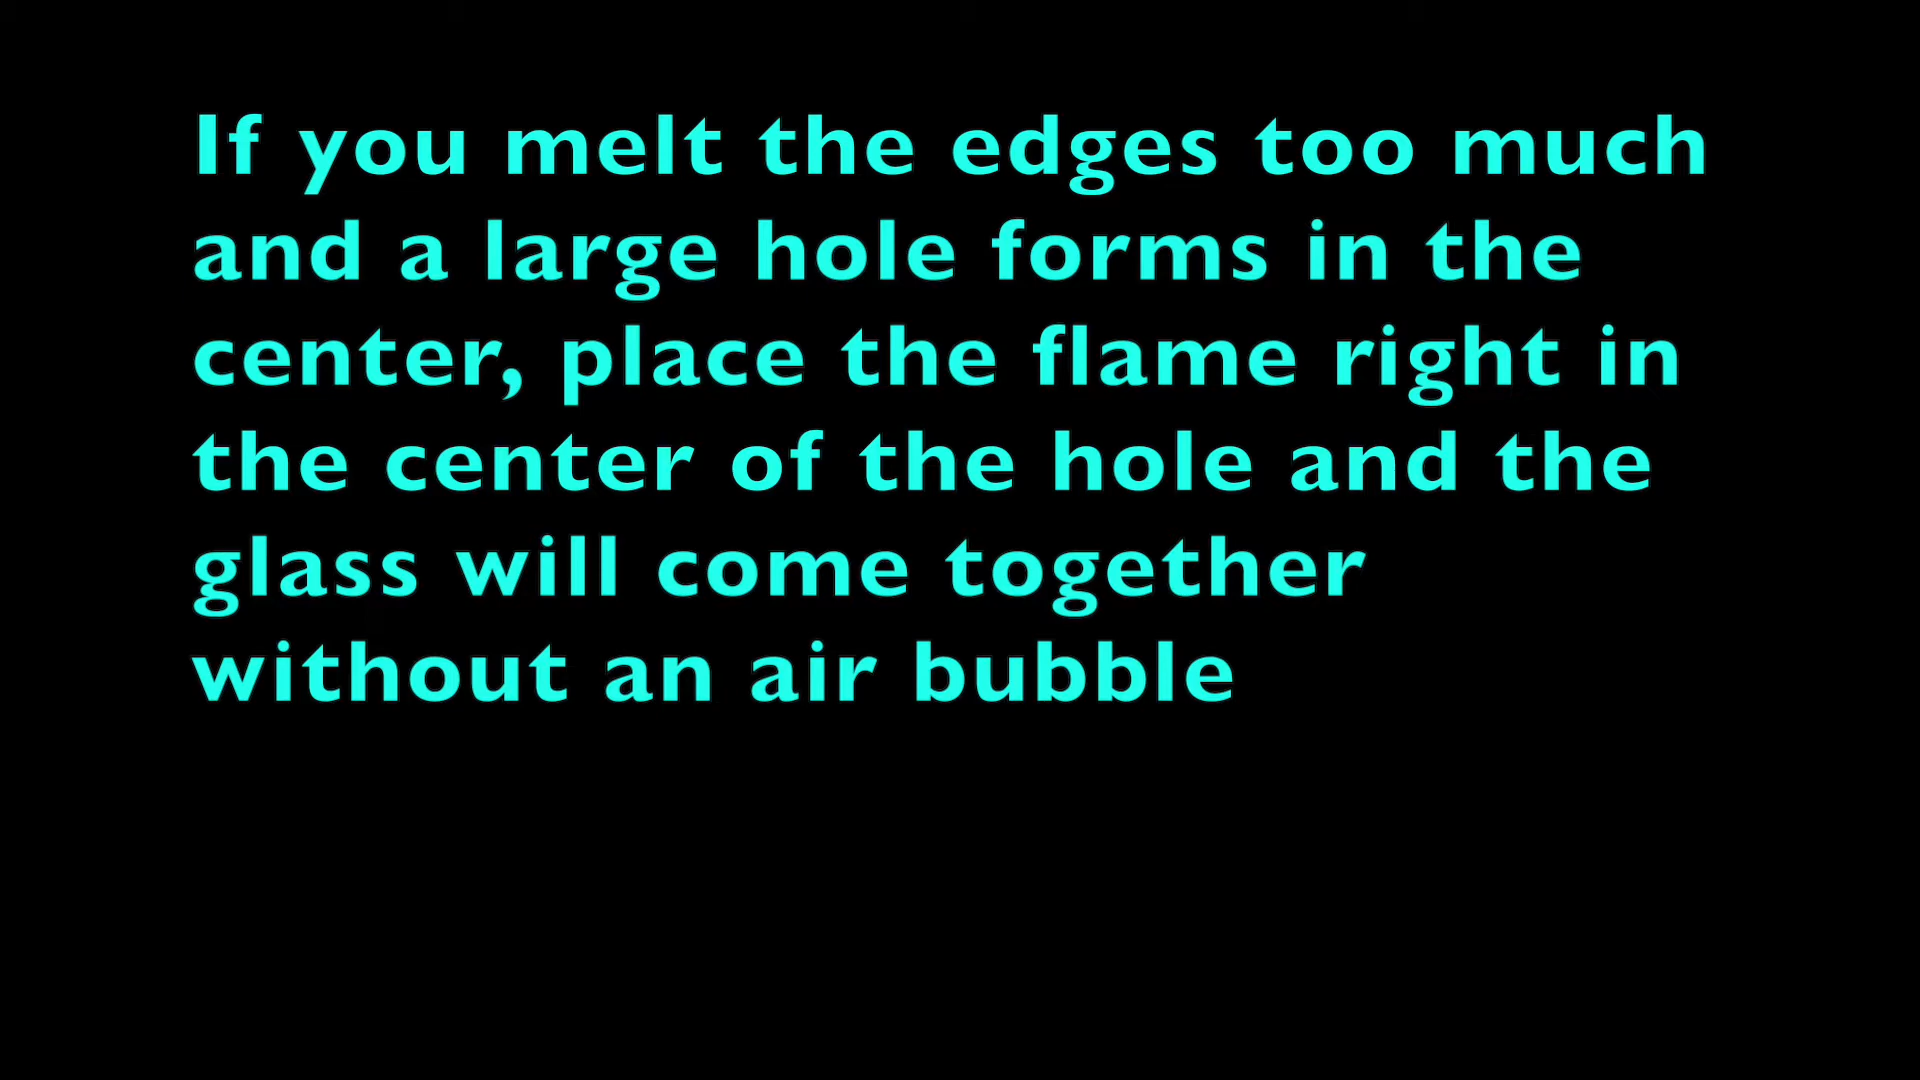 If you melt the edges too much
and a large hole forms in the
center, place the flame right in
the center of the hole and the
glass will come together
without an air bubble